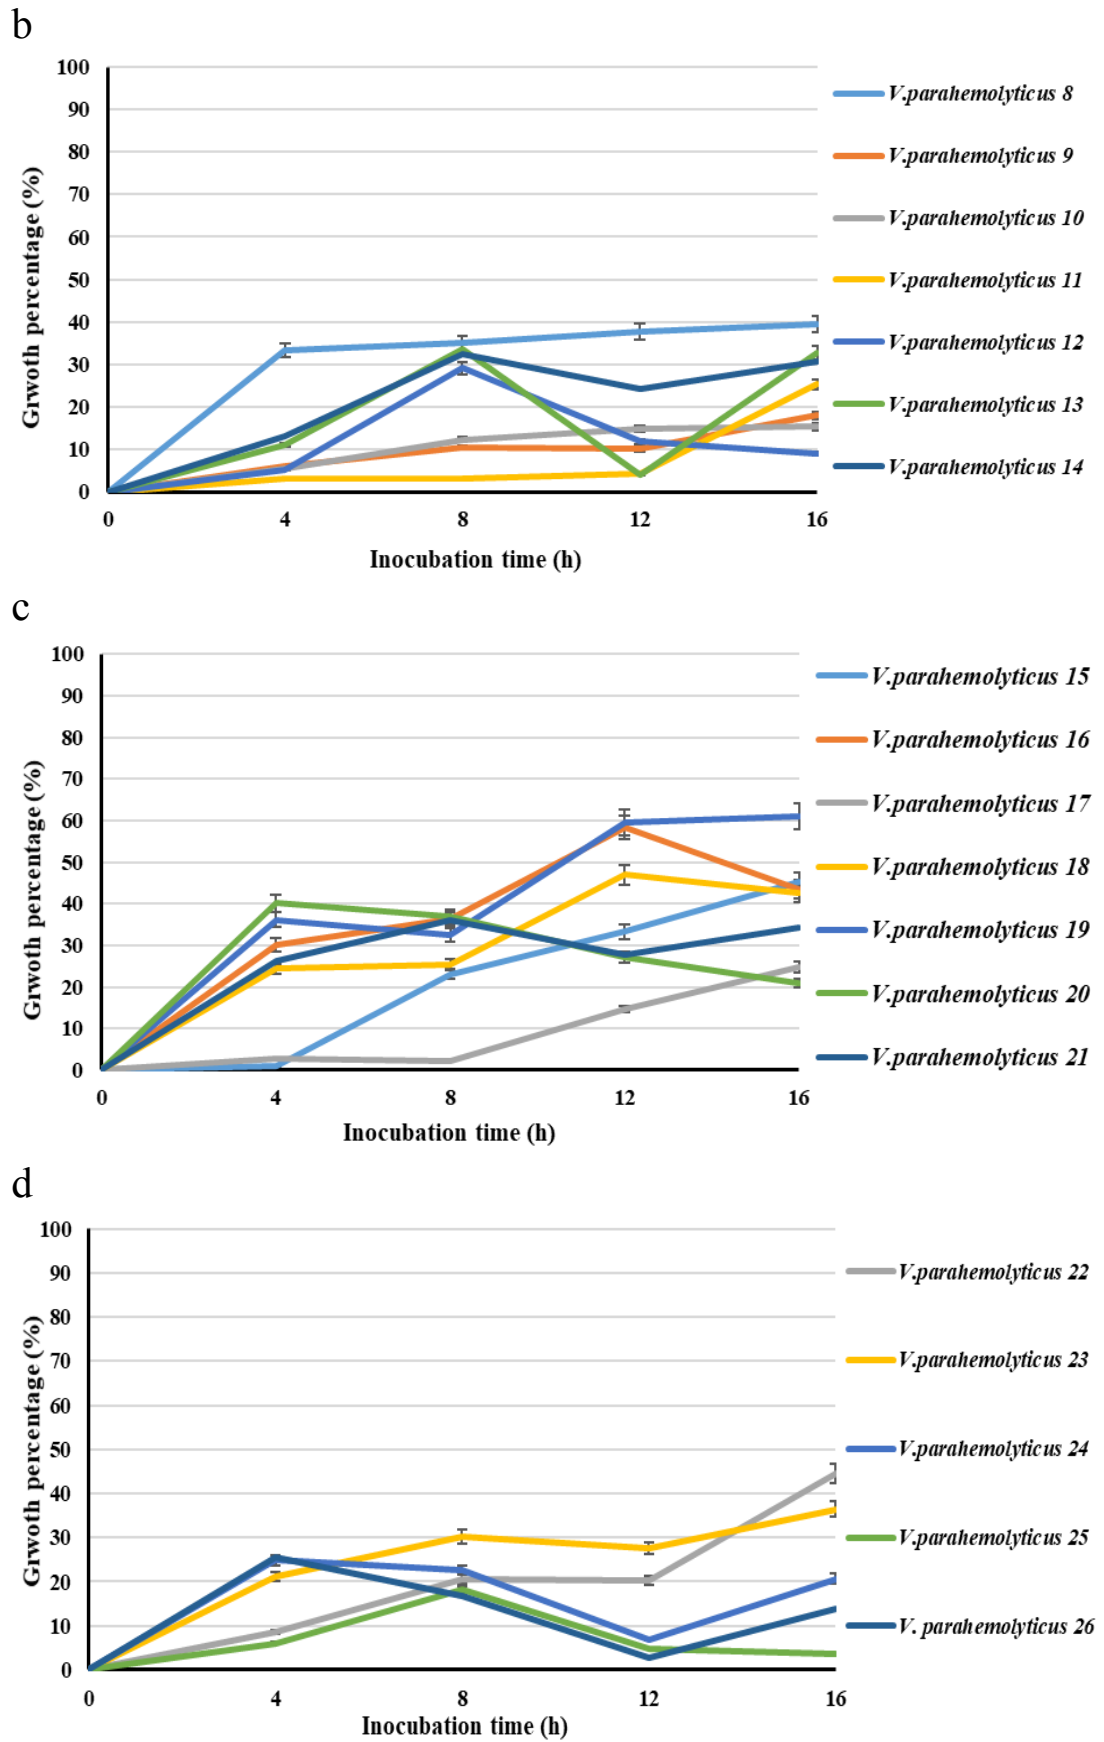 b
Grwoth percentage (%)
100
90
80
70
60
50
40
30
20
10
0
0 4 8 12 16
Inocubation time (h)
V.parahemolyticus 8
V.parahemolyticus 9
V.parahemolyticus 10
V.parahemolyticus 11
V.parahemolyticus 12
V.parahemolyticus 13
V.parahemolyticus 14
c
Grwoth percentage (%)
100
90
80
70
60
50
40
30
20
10
0
0 4 8 12 16
Inocubation time (h)
V.parahemolyticus 15
V.parahemolyticus 16
V.parahemolyticus 17
V.parahemolyticus 18
V.parahemolyticus 19
V.parahemolyticus 20
V.parahemolyticus 21
d
Grwoth percentage (%)
100
90
80
70
60
50
40
30
20
10
0
0 4 8 12 16
Inocubation time (h)
V.parahemolyticus 22
V.parahemolyticus 23
V.parahemolyticus 24
V.parahemolyticus 25
V. parahemolyticus 26